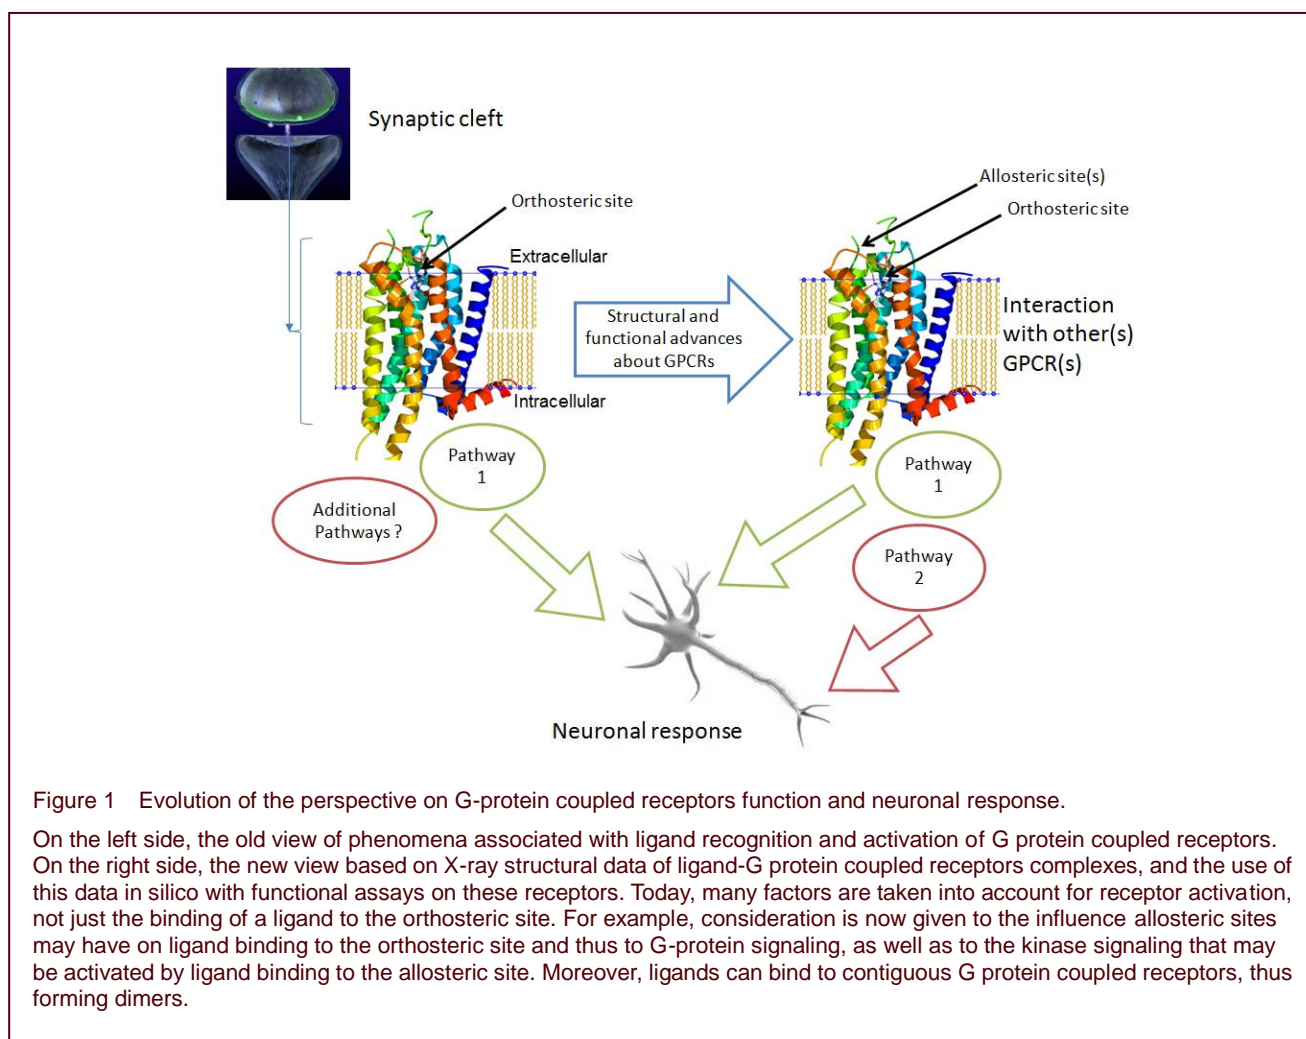 Synaptic cleft
Orthosteric site
Extracellular
Intracellular
Pathway
1
Additional
Pathways ?
Structural and
functional advances
about GPCRs
Allosteric site(s)
Orthosteric site
Interaction
with other(s)
GPCR(s)
Pathway
1
Pathway
2
Neuronal response
Figure 1 Evolution of the perspective on G-protein coupled receptors function and neuronal response.
On the left side, the old view of phenomena associated with ligand recognition and activation of G protein coupled receptors.
On the right side, the new view based on X-ray structural data of ligand-G protein coupled receptors complexes, and the use of
this data in silico with functional assays on these receptors. Today, many factors are taken into account for receptor activation,
not just the binding of a ligand to the orthosteric site. For example, consideration is now given to the influence allosteric sites
may have on ligand binding to the orthosteric site and thus to G-protein signaling, as well as to the kinase signaling that may
be activated by ligand binding to the allosteric site. Moreover, ligands can bind to contiguous G protein coupled receptors, thus
forming dimers.